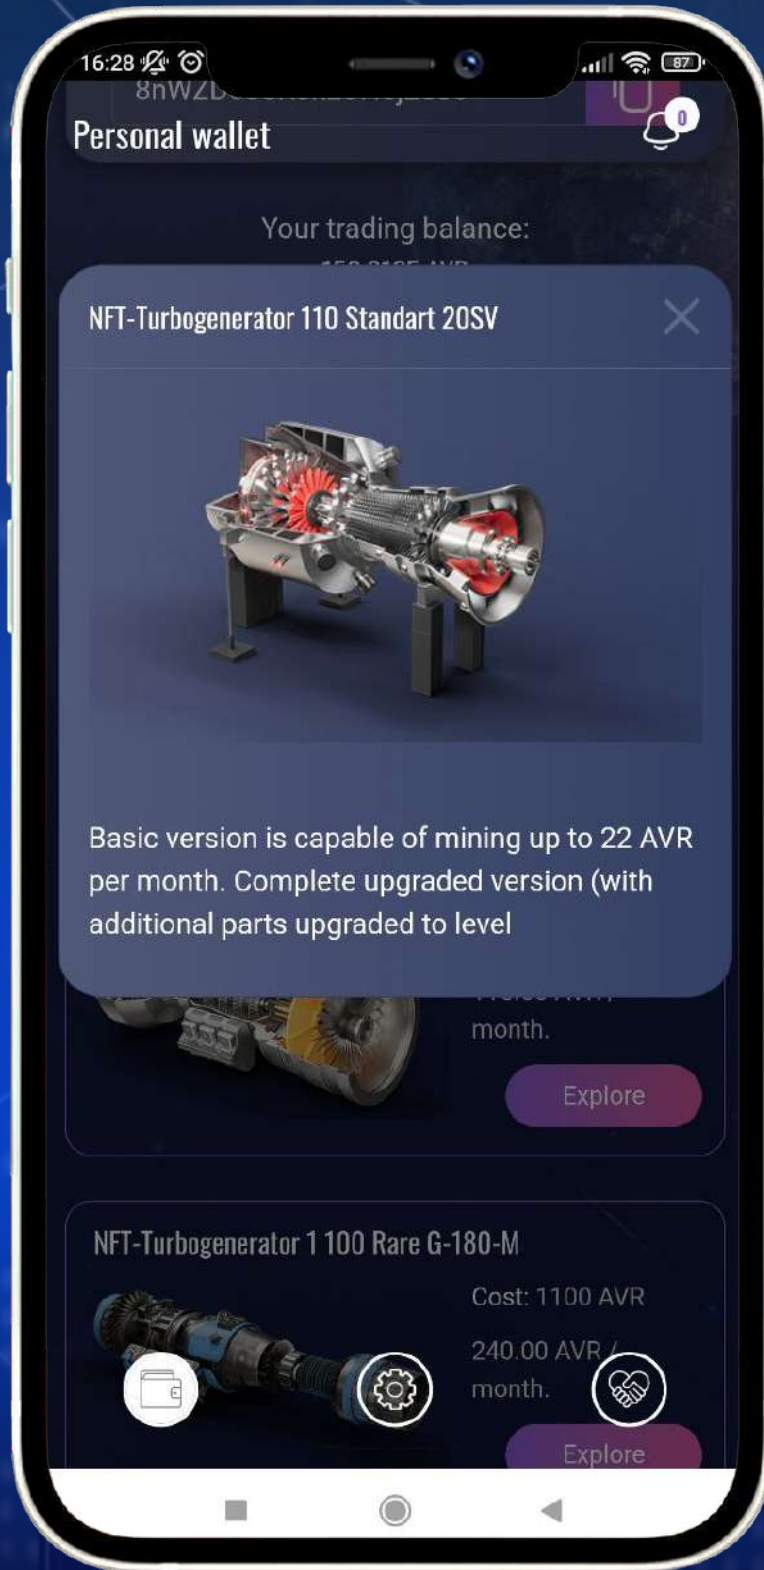 16:28
87
Personal wallet
0
Your trading balance:
NFT-Turbogenerator 110 Standart 20SV
Basic version is capable of mining up to 22 AVR
per month. Complete upgraded version (with
additional parts upgraded to level
month.
Explore
NFT-Turbogenerator 1 100 Rare G-180-M
Cost: 1100 AVR
240.00 AVR /
month.
Explore